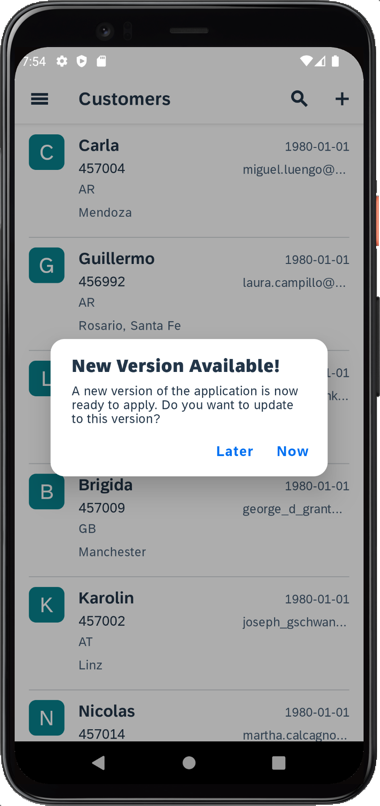 7:54
Customers
C
Carla
1980-01-01
457004
miguel.luengo@...
AR
Mendoza
G
Guillermo
1980-01-01
456992
laura.campillo@...
AR
Rosario, Santa Fe
L
-01
nk...
New Version Available!
A new version of the application is now
ready to apply. Do you want to update
to this version?
Later
Now
B
Brigida
1980-01-01
457009
george_d_grant...
GB
Manchester
K
Karolin
1980-01-01
457002
joseph_gschwan...
AT
Linz
N
Nicolas
1980-01-01
457014
martha.calcagno...